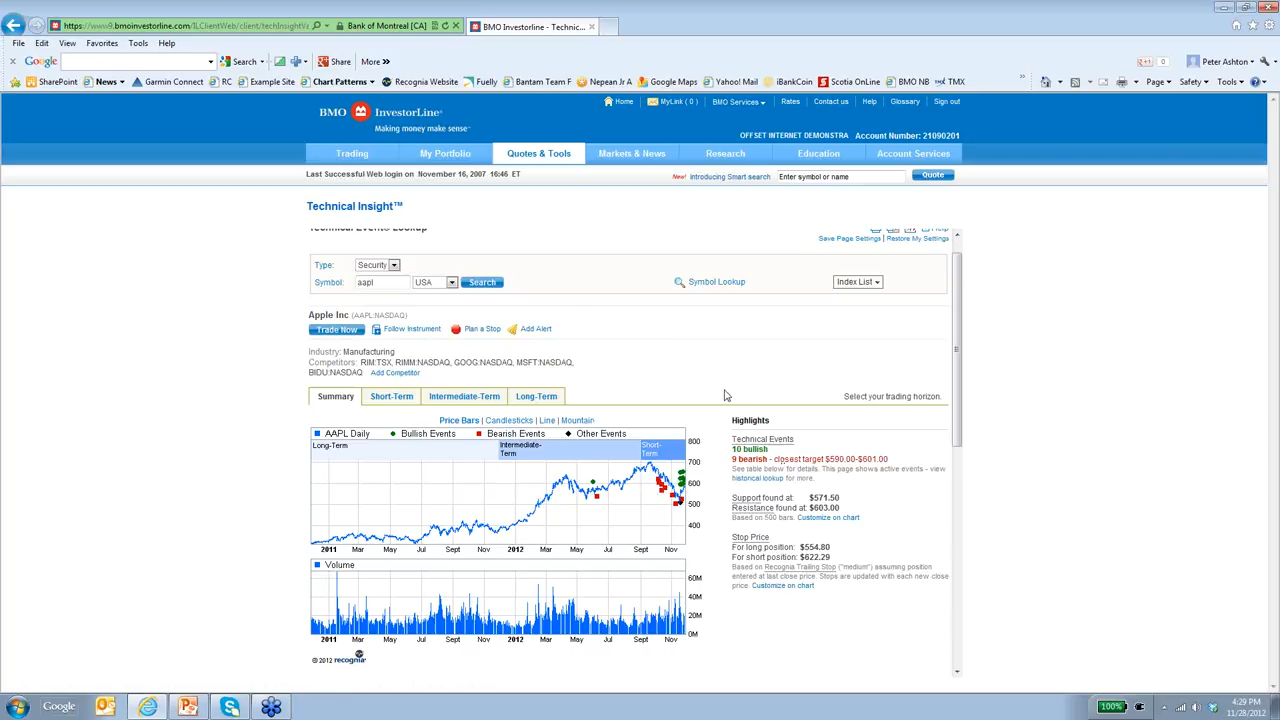 https://www9.bmoinvestorline.com/ILClientWeb/client/techInsightV
Bank of Montreal [CA]
BMO Investorline - Technic...
File Edit View Favorites Tools Help
Google Search Share More »
Peter Ashton
SharePoint News RC Garmin Connect Example Site Chart Patterns Recognia Website Fuelly Bantam Team F Nepean Jr A Google Maps Yahoo! Mail iBankCoin Scotia OnLine BMO NB TMX
Page Safety Tools
BMO InvestorLine®
Making money make sense™
Home MyLink ( 0 ) BMO Services Rates Contact us Help Glossary Sign out
OFFSET INTERNET DEMONSTRA Account Number: 21090201
Trading My Portfolio Quotes & Tools Markets & News Research Education Account Services
Last Successful Web login on November 16, 2007 16:46 ET
New! introducing Smart search Enter symbol or name Quote
Technical Insight™
Technical Event® Lookup
Help
Save Page Settings | Restore My Settings
Type: Security
Symbol: aapl USA Search Symbol Lookup Index List
Apple Inc (AAPL:NASDAQ)
Trade Now Follow Instrument Plan a Stop Add Alert
Industry: Manufacturing
Competitors: RIM:TSX, RIMM:NASDAQ, GOOG:NASDAQ, MSFT:NASDAQ,
BIDU:NASDAQ Add Competitor
Summary Short-Term Intermediate-Term Long-Term Select your trading horizon.
Price Bars | Candlesticks | Line | Mountain
AAPL Daily Bullish Events Bearish Events Other Events
Long-Term Intermediate-Term Short-Term
800
700
600
500
400
2011 Mar May Jul Sept Nov 2012 Mar May Jul Sept Nov
Volume
60M
40M
20M
0M
2011 Mar May Jul Sept Nov 2012 Mar May Jul Sept Nov
© 2012 recognia
Highlights
Technical Events
10 bullish
9 bearish - closest target $590.00-$601.00
See table below for details. This page shows active events - view
historical lookup for more.
Support found at: $571.50
Resistance found at: $603.00
Based on 500 bars. Customize on chart
Stop Price
For long position: $554.80
For short position: $622.29
Based on Recognia Trailing Stop ("medium") assuming position
entered at last close price. Stops are updated with each new close
price. Customize on chart
Google
100%
4:29 PM
11/28/2012